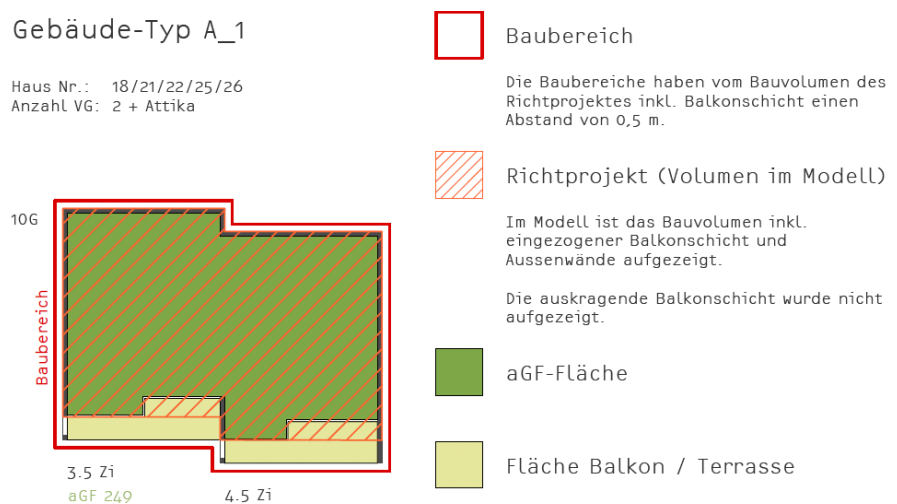 Gebäude-Typ A_1
Haus Nr.: 18/21/22/25/26
Anzahl VG: 2 + Attika
10G
Baubereich
3.5 Zi
aGF 249
4.5 Zi
Baubereich
Die Baubereiche haben vom Bauvolumen des
Richtprojektes inkl. Balkonschicht einen
Abstand von 0,5 m.
Richtprojekt (Volumen im Modell)
Im Modell ist das Bauvolumen inkl.
eingezogener Balkonschicht und
Aussenwände aufgezeigt.
Die auskragende Balkonschicht wurde nicht
aufgezeigt.
aGF-Fläche
Fläche Balkon / Terrasse